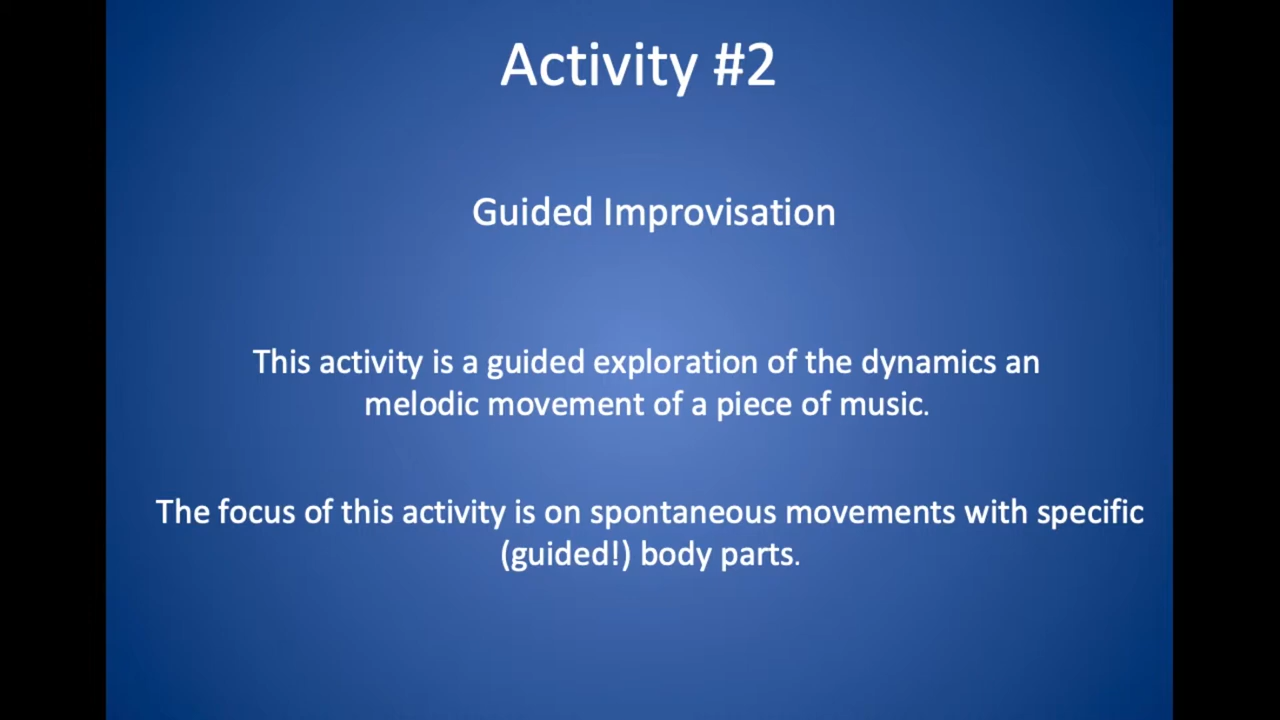 Activity #2
Guided Improvisation
This activity is a guided exploration of the dynamics an
melodic movement of a piece of music.
The focus of this activity is on spontaneous movements with specific
(guided!) body parts.